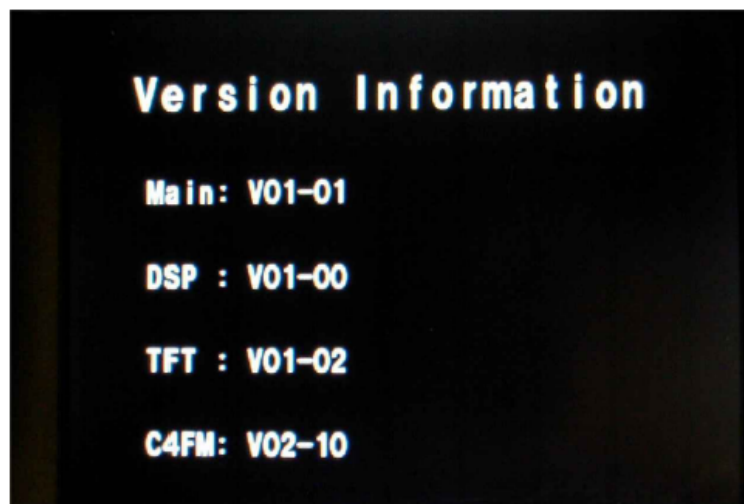 Version Information
Main: V01-01
DSP : V01-00
TFT : V01-02
C4FM: V02-10